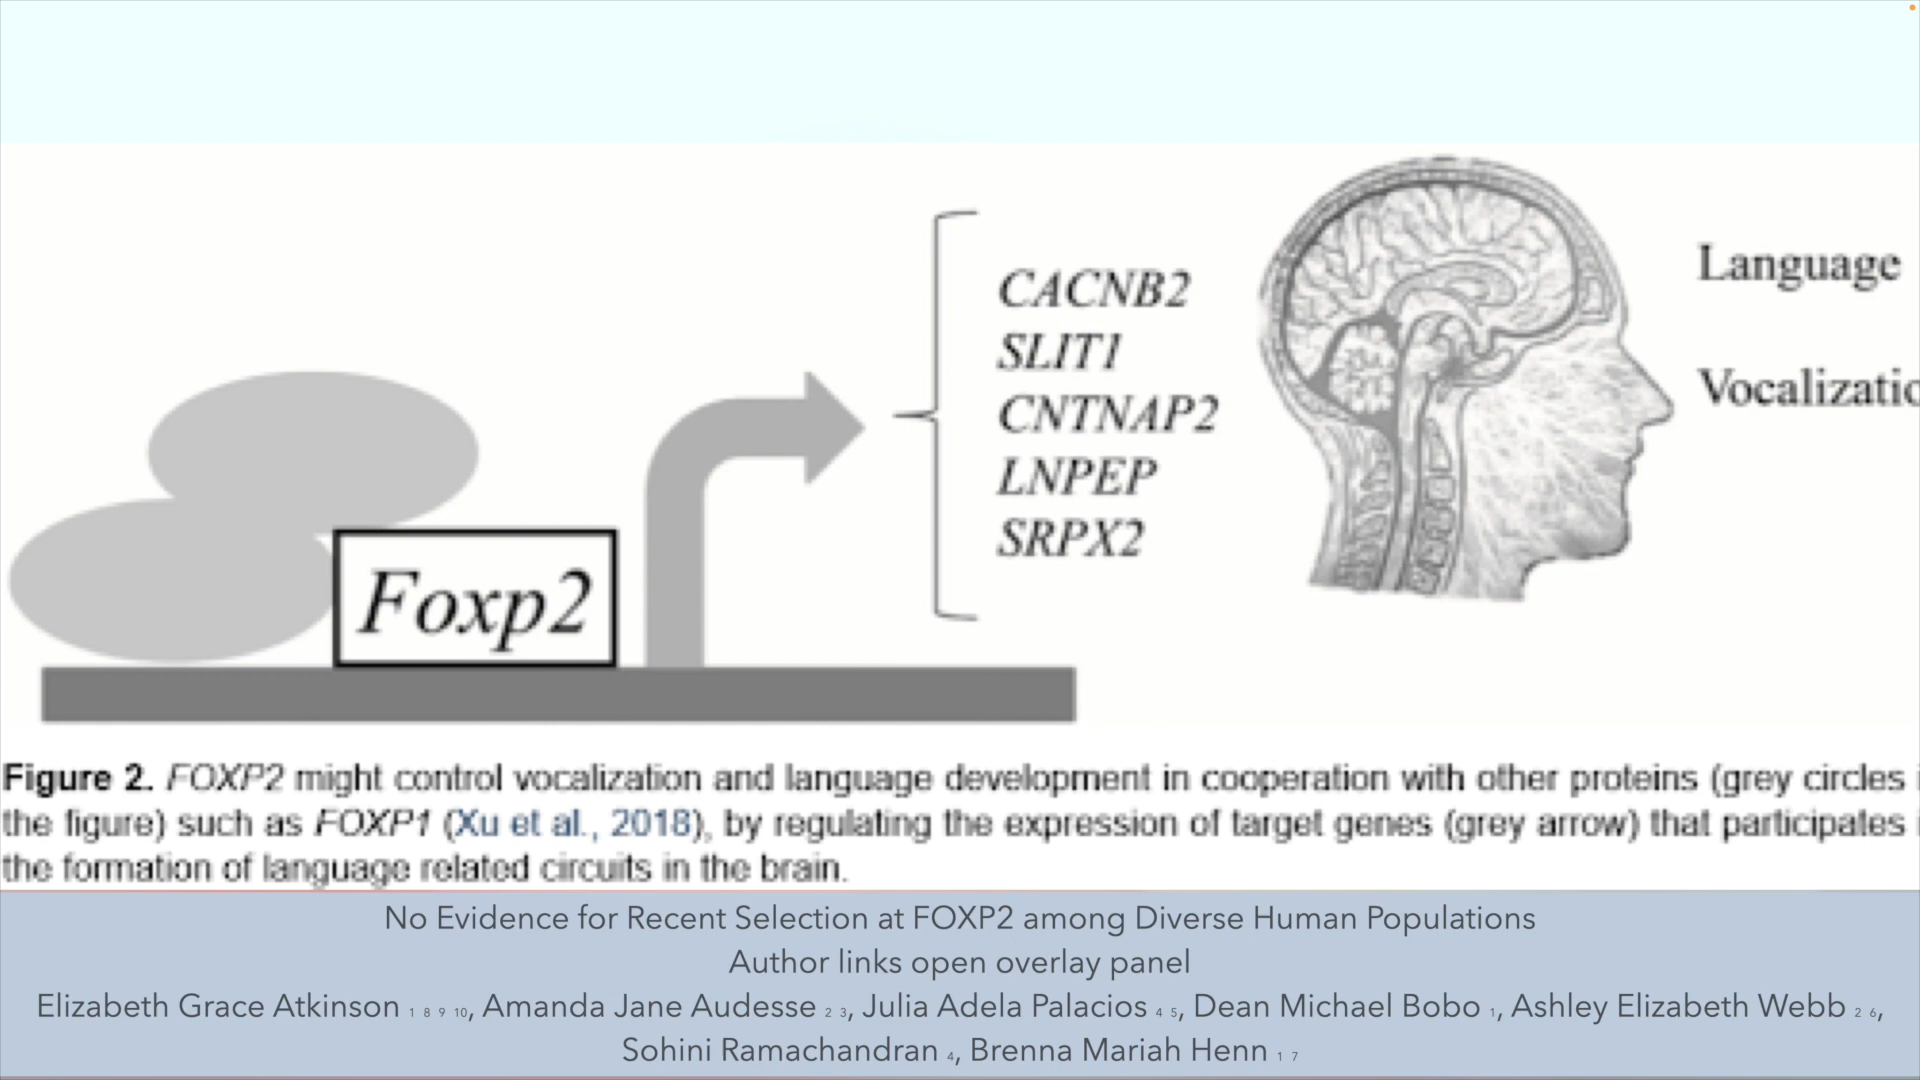 Language
Vocalizatio
CACNB2
SLIT1
CNTNAP2
LNPEP
SRPX2
Foxp2
Figure 2. FOXP2 might control vocalization and language development in cooperation with other proteins (grey circles i
the figure) such as FOXP1 (Xu et al., 2018), by regulating the expression of target genes (grey arrow) that participates i
the formation of language related circuits in the brain.
No Evidence for Recent Selection at FOXP2 among Diverse Human Populations
Author links open overlay panel
Elizabeth Grace Atkinson 1 8 9 10, Amanda Jane Audesse 2 3, Julia Adela Palacios 4 5, Dean Michael Bobo 1, Ashley Elizabeth Webb 2 6,
Sohini Ramachandran 4, Brenna Mariah Henn 1 7